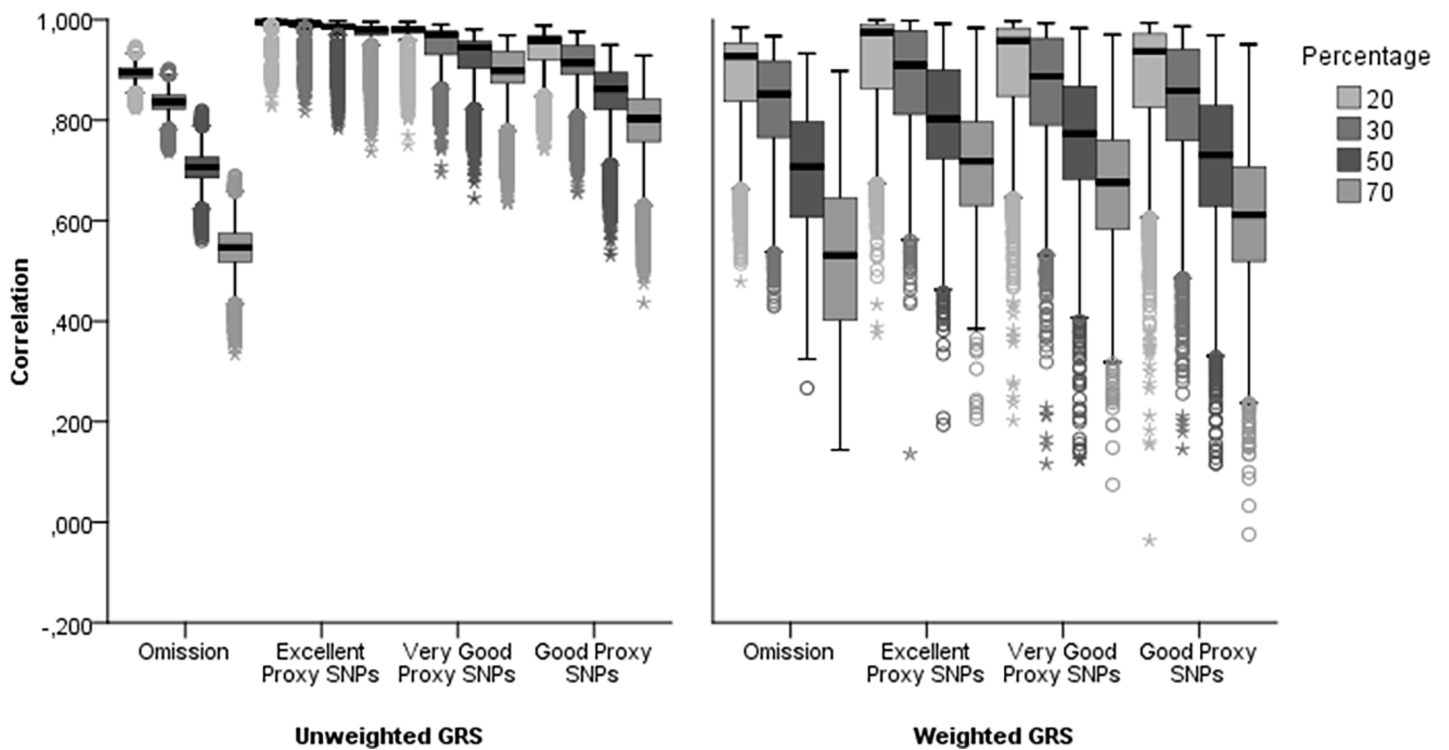 1,000
,800
,600
,400
,200
,000
-,200
Correlation
Omission
Excellent
Proxy SNPs
Very Good
Proxy SNPs
Good Proxy
SNPs
Unweighted GRS
Omission
Excellent
Proxy SNPs
Very Good
Proxy SNPs
Good Proxy
SNPs
Weighted GRS
Percentage
20
30
50
70